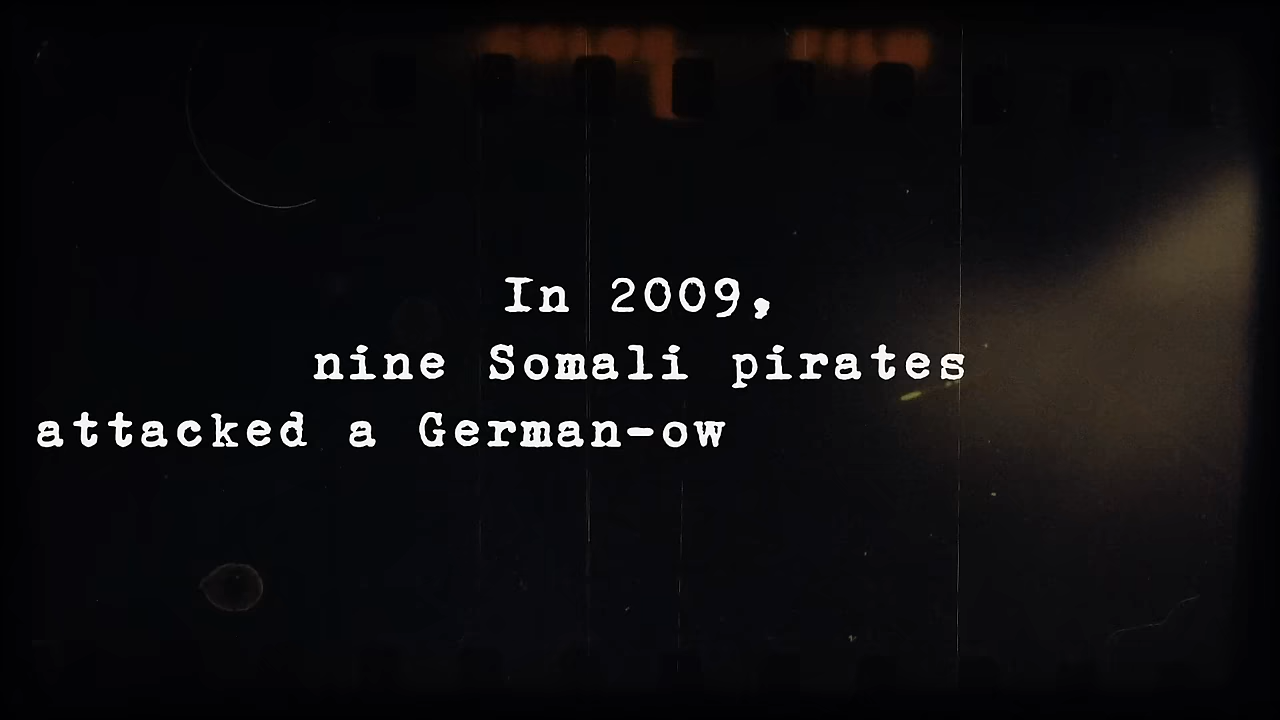 In 2009,
nine Somali pirates
attacked a German-ow